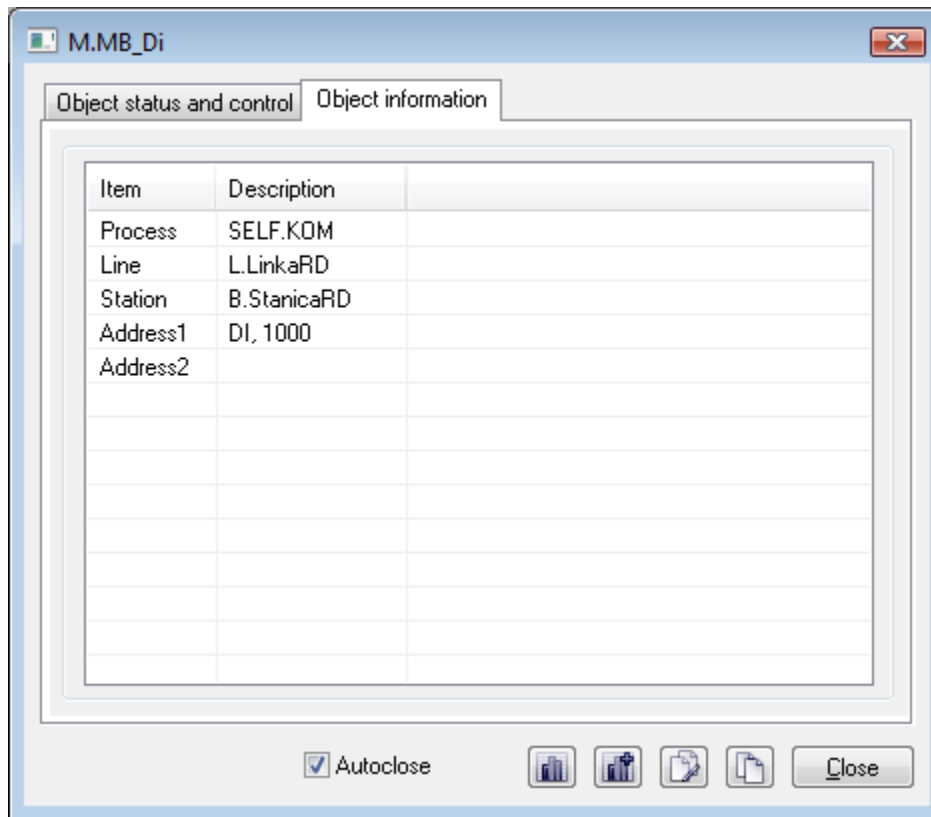 M.MB_Di
Object status and control Object information
Item Description
Process SELF.KOM
Line L.LinkaRD
Station B.StanicaRD
Address1 DI, 1000
Address2
Autoclose Close